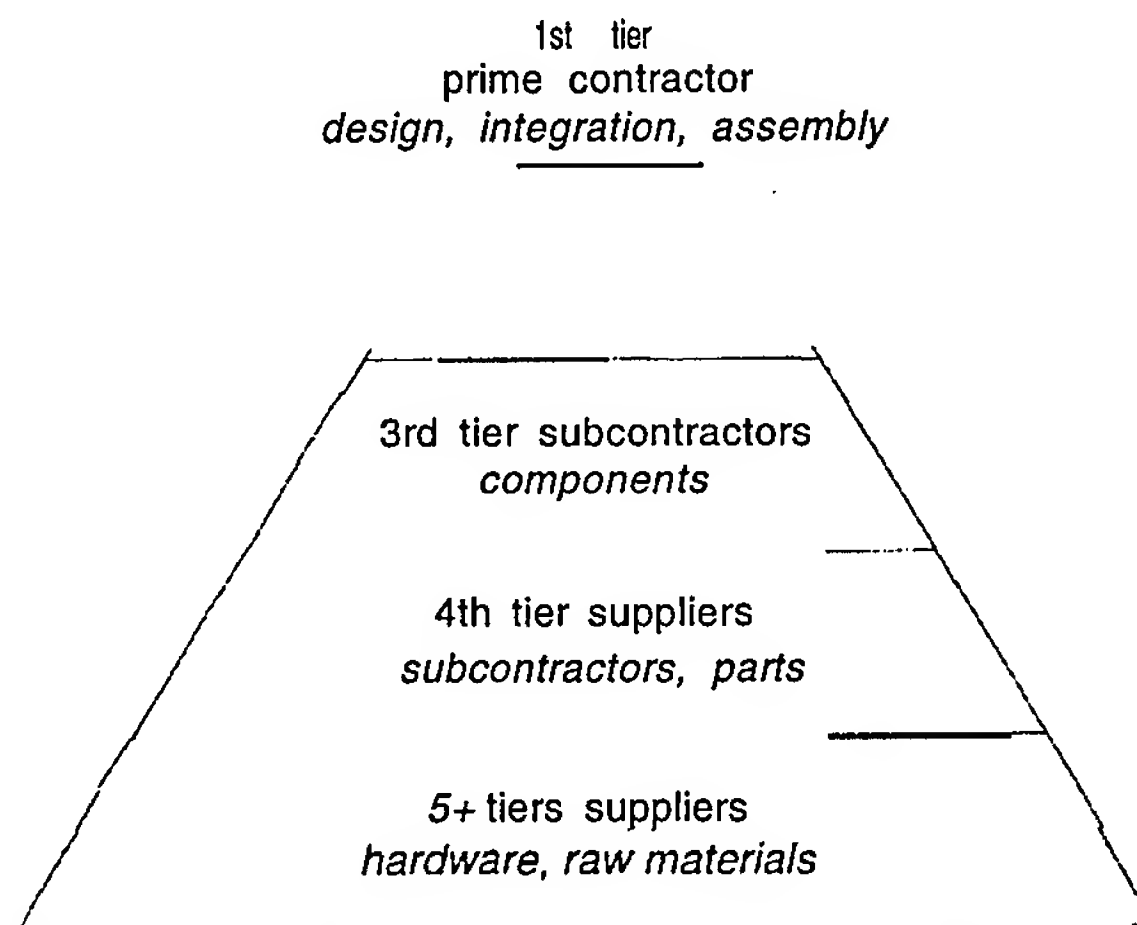 1st tier
prime contractor
design, integration, assembly
3rd tier subcontractors
components
4th tier suppliers
subcontractors, parts
5+ tiers suppliers
hardware, raw materials